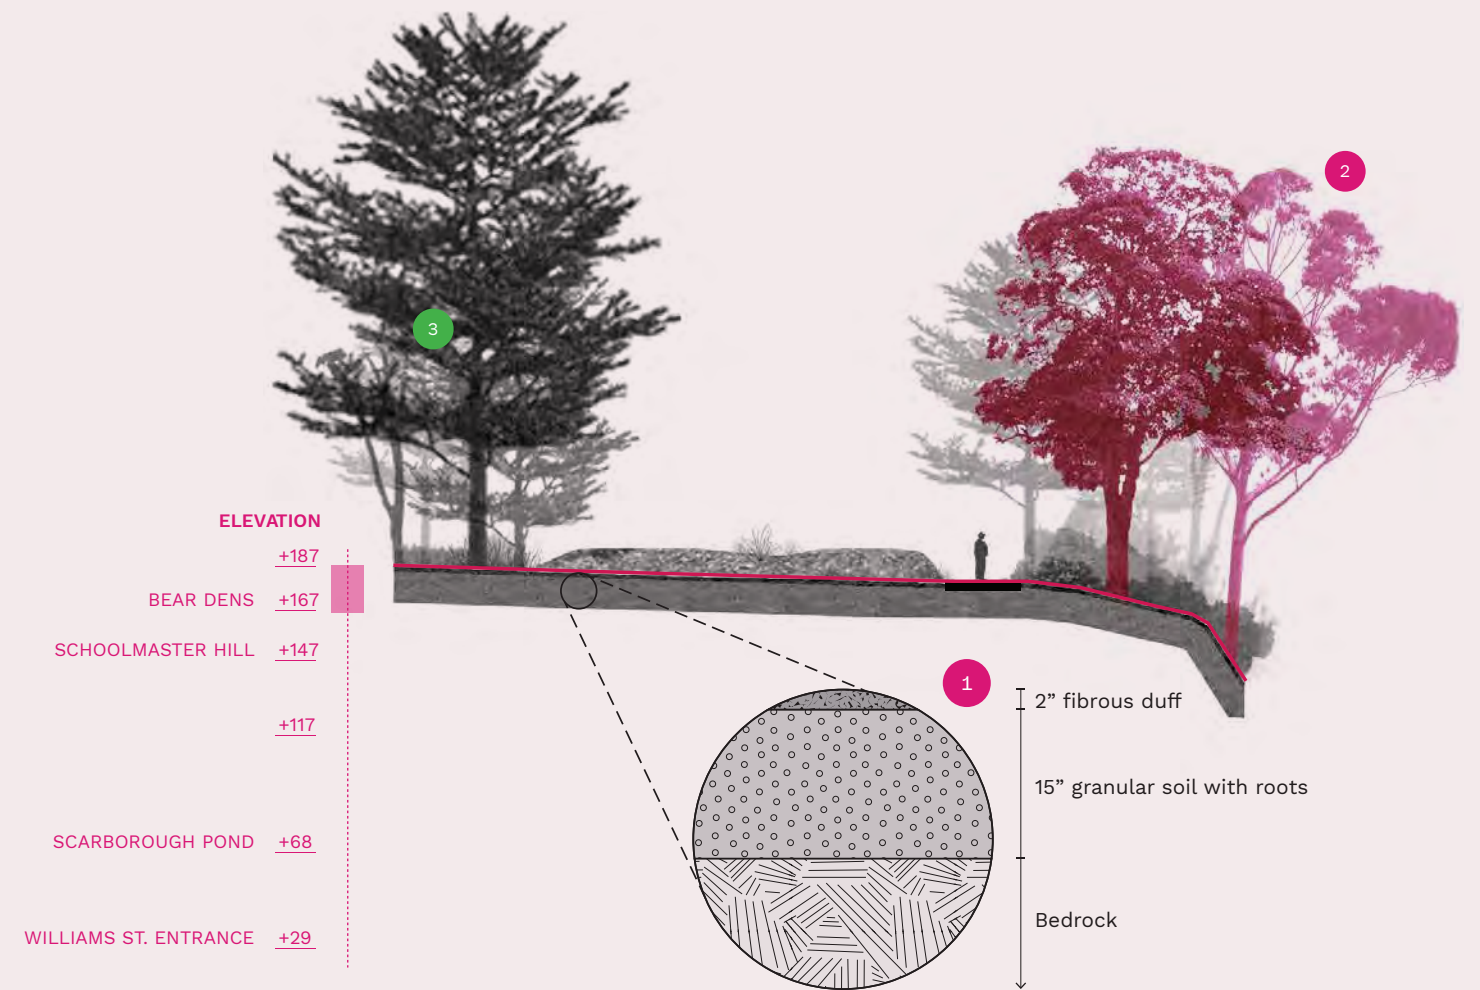 2
3
ELEVATION
+187
BEAR DENS +167
SCHOOLMASTER HILL +147
+117
SCARBOROUGH POND +68
WILLIAMS ST. ENTRANCE +29
1
2” fibrous duff
15” granular soil with roots
Bedrock